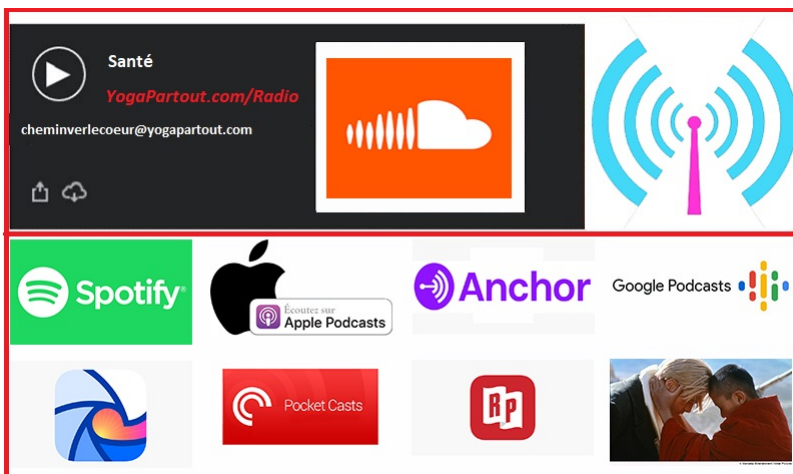 Santé
YogaPartout.com/Radio
cheminverlecoeur@yogapartout.com
Spotify®
Écoutez sur
Apple Podcasts
Anchor
Google Podcasts
Pocket Casts
RP